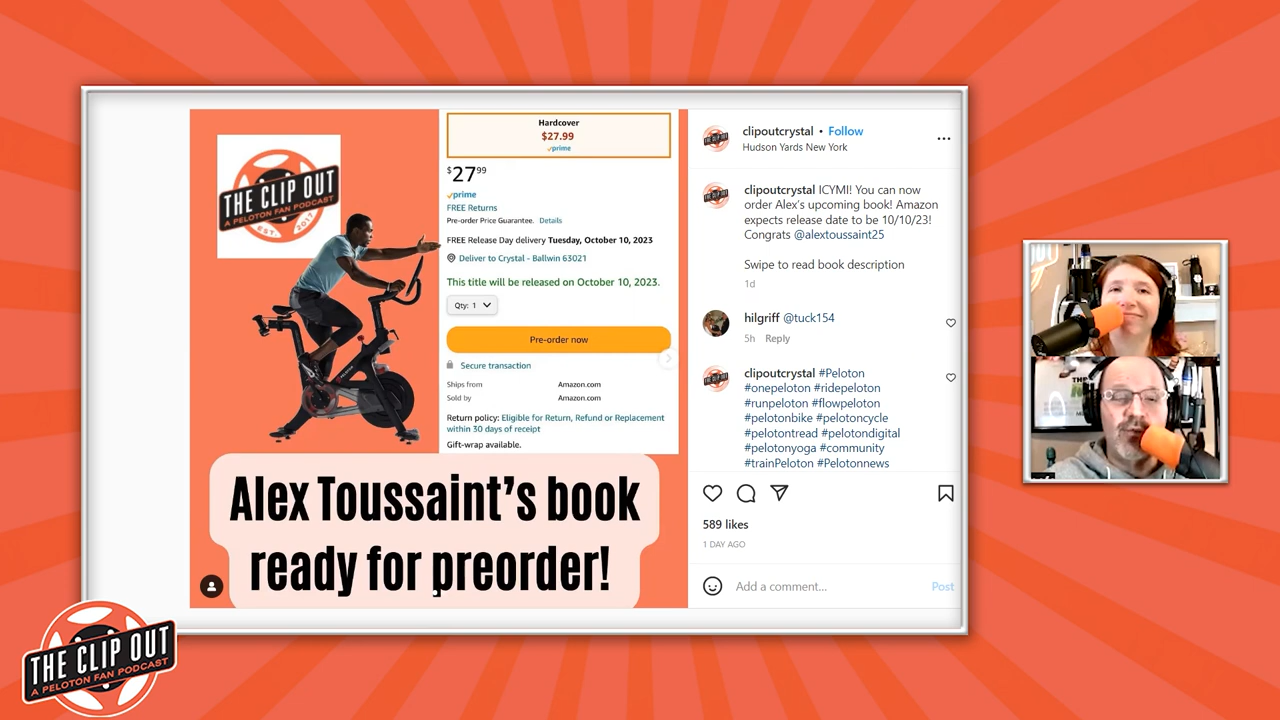 THE CLIP OUT
A PELOTON FAN PODCAST
EST. 2017
Hardcover
$27.99
prime
$27 99
prime
FREE Returns
Pre-order Price Guarantee. Details
FREE Release Day delivery Tuesday, October 10, 2023
Deliver to Crystal - Ballwin 63021
This title will be released on October 10, 2023.
Qty: 1
Pre-order now
Secure transaction
Ships from Amazon.com
Sold by Amazon.com
Return policy: Eligible for Return, Refund or Replacement
within 30 days of receipt
Gift-wrap available.
Alex Toussaint's book
ready for preorder!
clipoutcrystal • Follow
Hudson Yards New York
clipoutcrystal ICYMI! You can now
order Alex's upcoming book! Amazon
expects release date to be 10/10/23!
Congrats @alextoussaint25
Swipe to read book description
1d
hilgriff @tuck154
5h Reply
clipoutcrystal #Peloton
#onepeloton #ridepeloton
#runpeloton #flowpeloton
#pelotonbike #pelotoncycle
#pelotontread #pelotondigital
#pelotonyoga #community
#trainPeloton #Pelotonnews
589 likes
1 DAY AGO
Add a comment... Post
THE CLIP OUT
A PELOTON FAN PODCAST